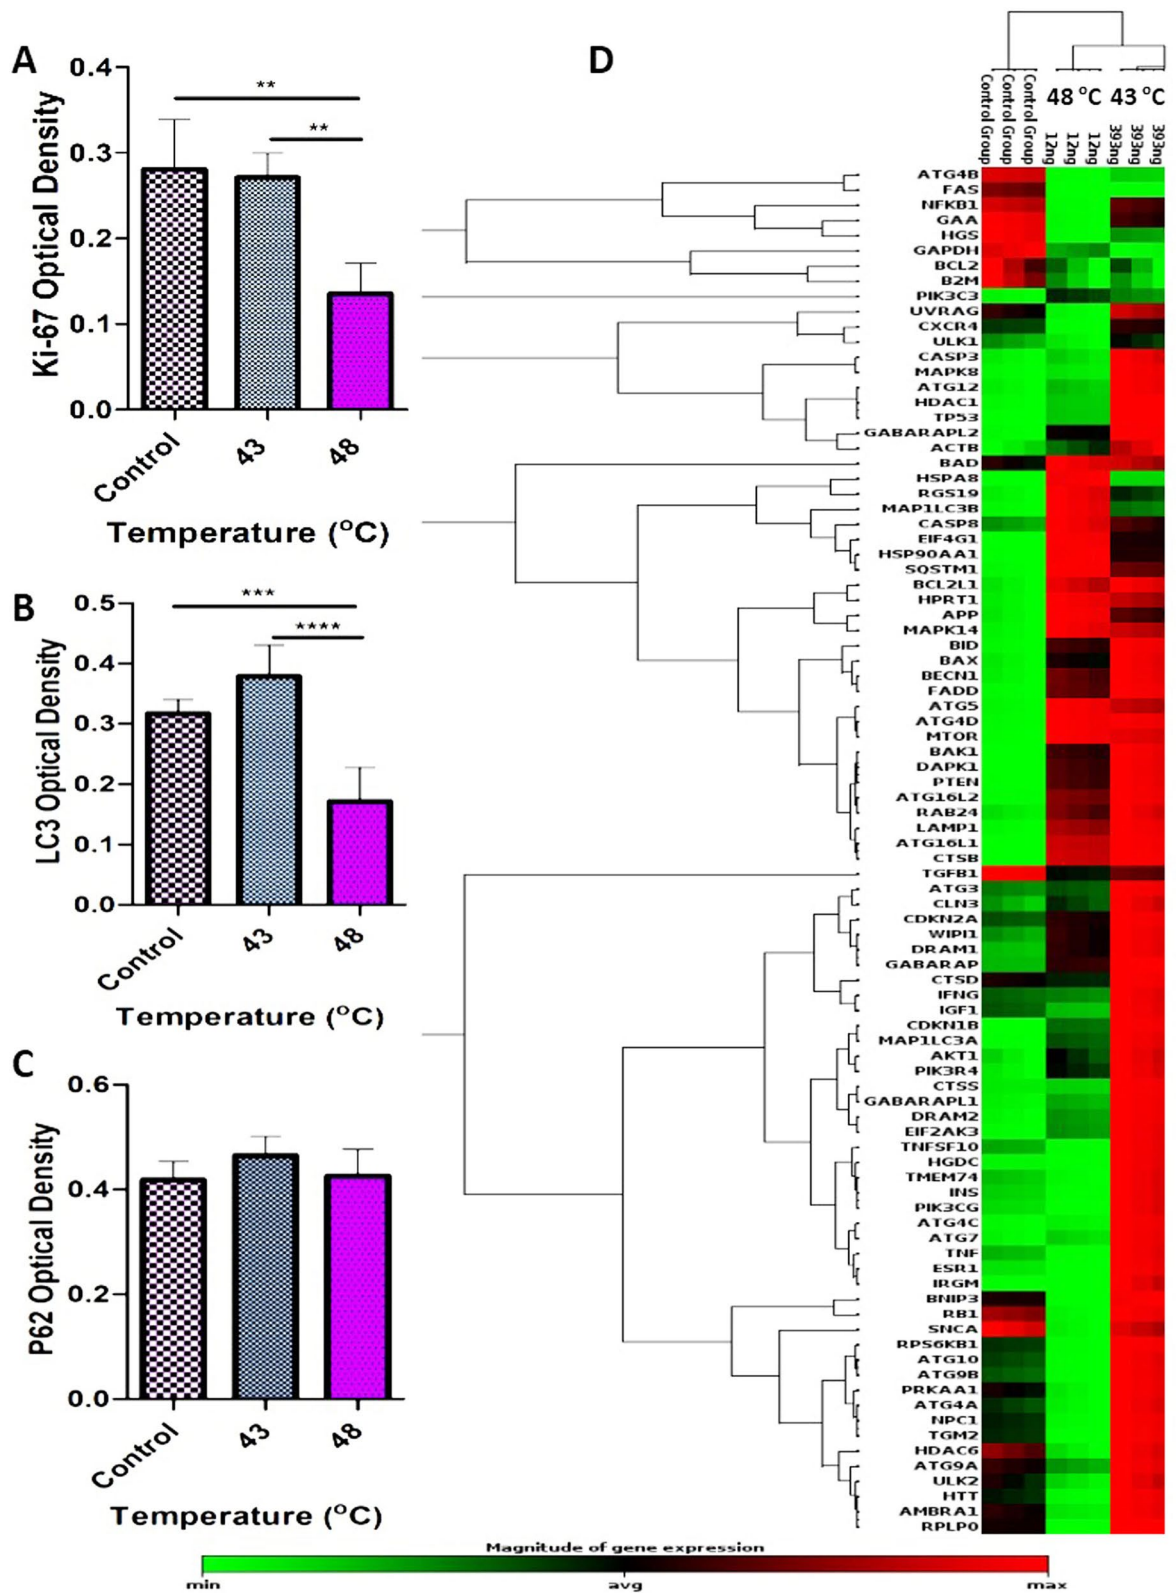 A
Ki-67 Optical Density
0.4
0.3
0.2
0.1
0.0
**
**
Control
43
48
Temperature (°C)
B
LC3 Optical Density
0.5
0.4
0.3
0.2
0.1
0.0
***
****
Control
43
48
Temperature (°C)
C
P62 Optical Density
0.6
0.4
0.2
0.0
Control
43
48
Temperature (°C)
D
Control Group
Control Group
Control Group
48 °C
12ng
12ng
12ng
43 °C
393ng
393ng
393ng
ATG4B
FAS
NFKB1
GAA
HGS
GAPDH
BCL2
B2M
PIK3C3
UVRAG
CXCR4
ULK1
CASP3
MAPK8
ATG12
HDAC1
TP53
GABARAPL2
ACTB
BAD
HSPA8
RGS19
MAP1LC3B
CASP8
EIF4G1
HSP90AA1
SQSTM1
BCL2L1
HPRT1
APP
MAPK14
BID
BAX
BECN1
FADD
ATG5
ATG4D
MTOR
BAK1
DAPK1
PTEN
ATG16L2
RAB24
LAMP1
ATG16L1
CTSB
TGFB1
ATG3
CLN3
CDKN2A
WIPI1
DRAM1
GABARAP
CTSD
IFNG
IGF1
CDKN1B
MAP1LC3A
AKT1
PIK3R4
CTSS
GABARAPL1
DRAM2
EIF2AK3
TNFSF10
HGDC
TMEM74
INS
PIK3CG
ATG4C
ATG7
TNF
ESR1
IRGM
BNIP3
RB1
SNCA
RPS6KB1
ATG10
ATG9B
PRKAA1
ATG4A
NPC1
TGM2
HDAC6
ATG9A
ULK2
HTT
AMBRA1
RPLP0
Magnitude of gene expression
min
avg
max